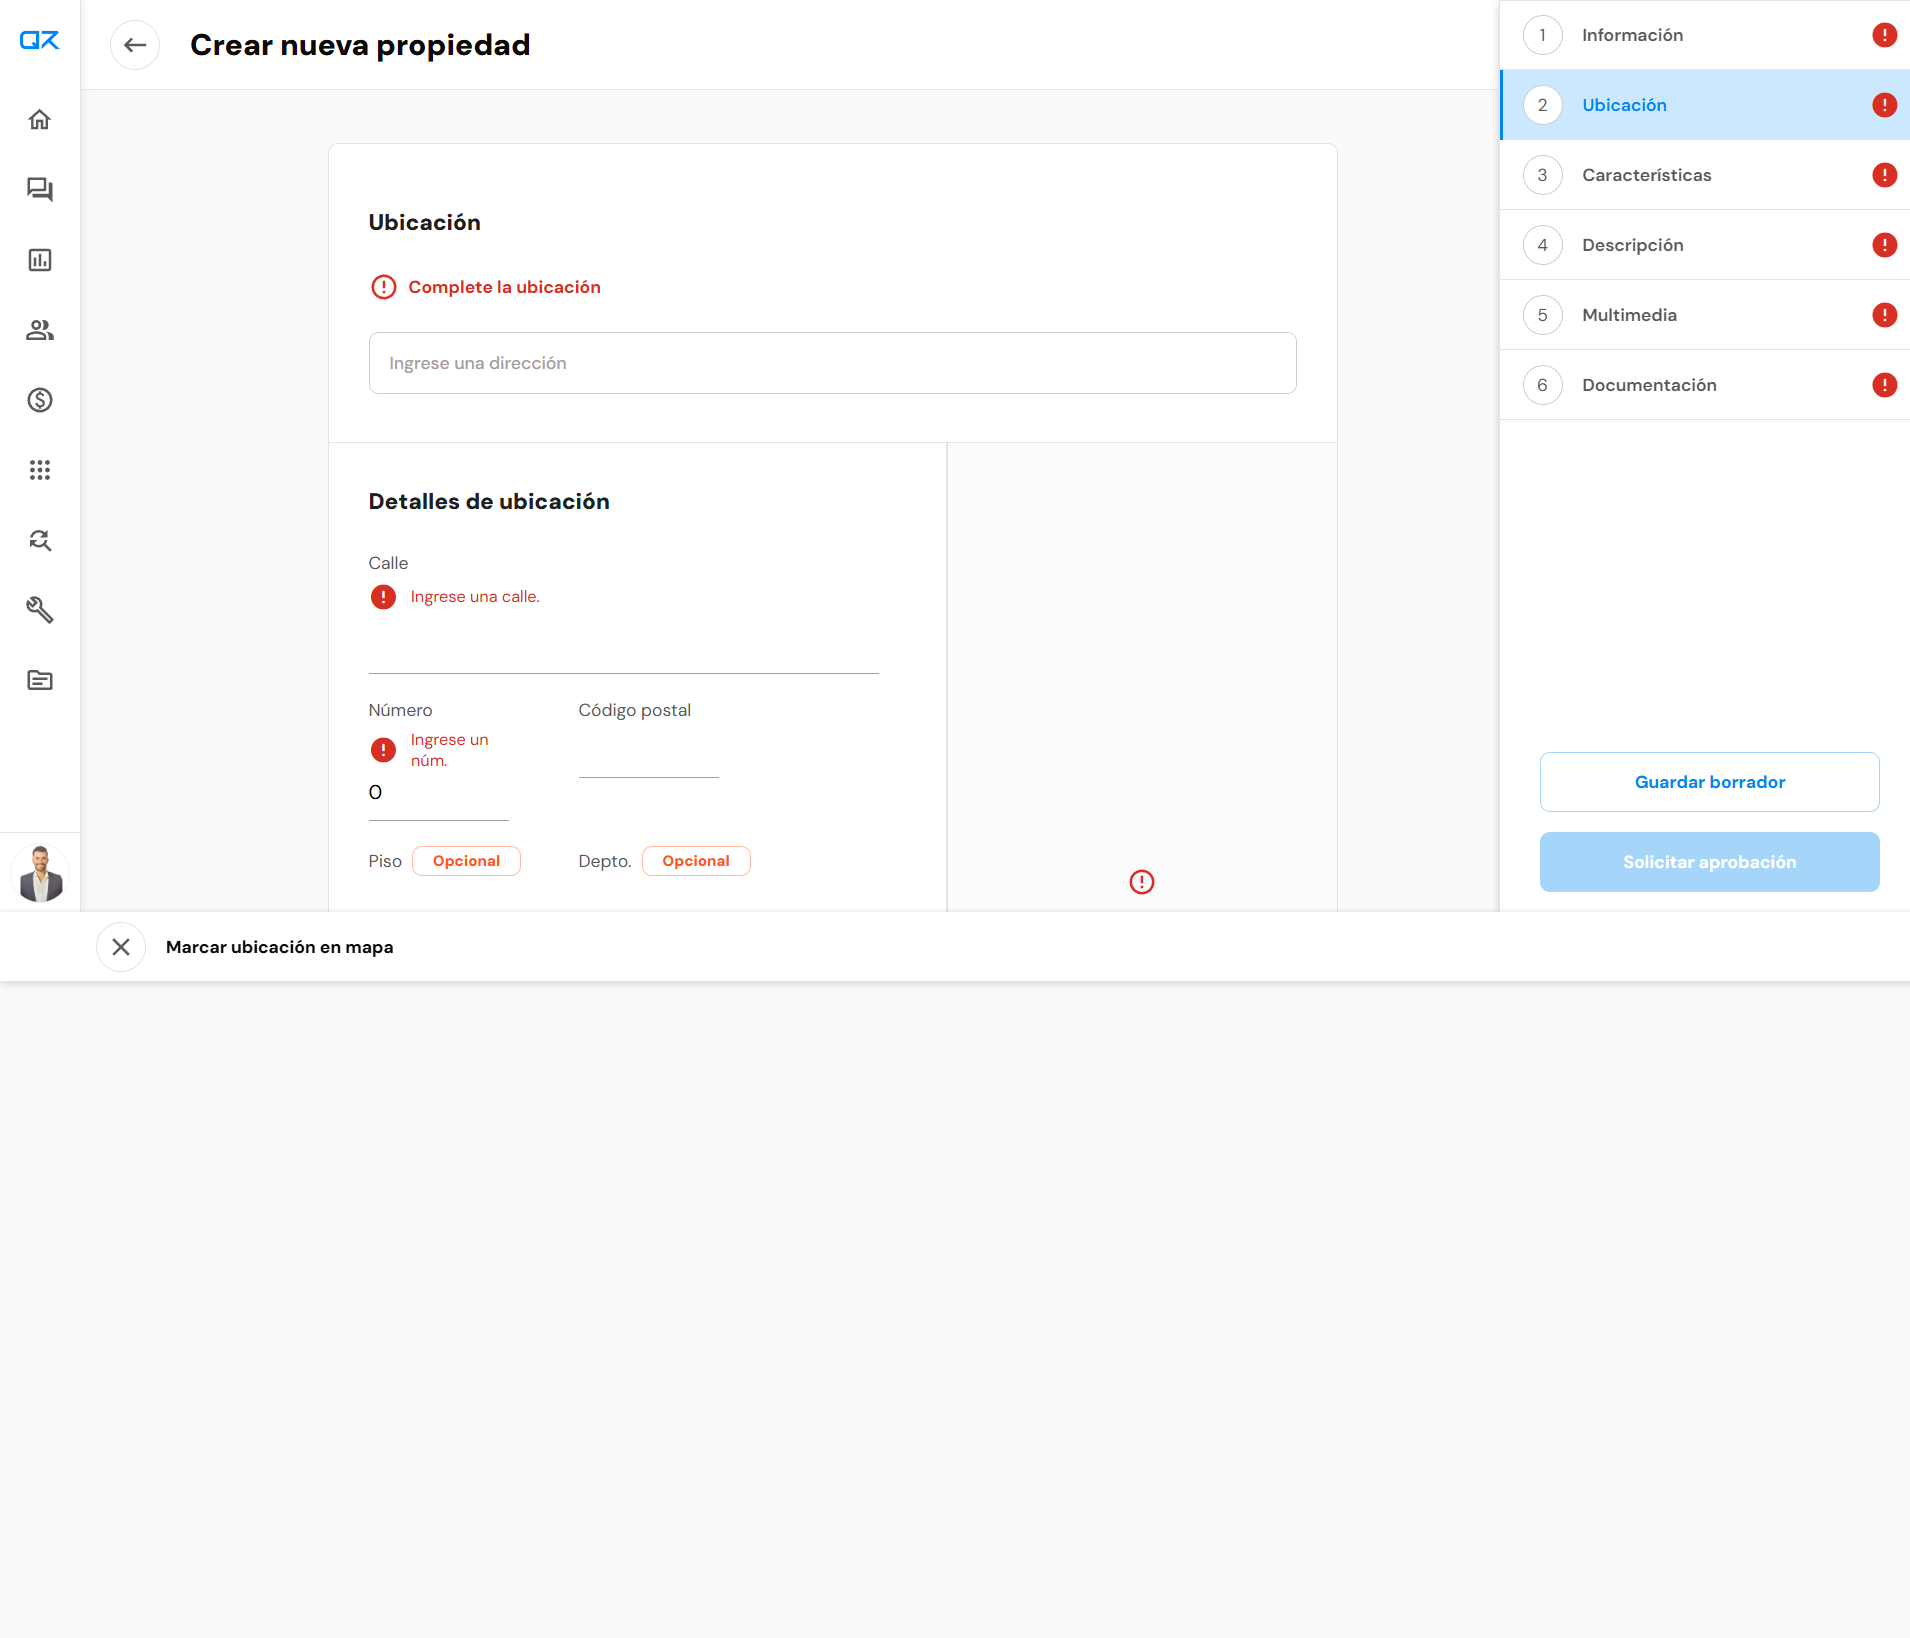 Crear nueva propiedad
Ubicación
Complete la ubicación
Ingrese una dirección
Detalles de ubicación
Calle
Ingrese una calle.
Número
Código postal
Ingrese un
núm.
0
Piso Opcional
Depto. Opcional
1 Información
2 Ubicación
3 Características
4 Descripción
5 Multimedia
6 Documentación
Guardar borrador
Solicitar aprobación
Marcar ubicación en mapa